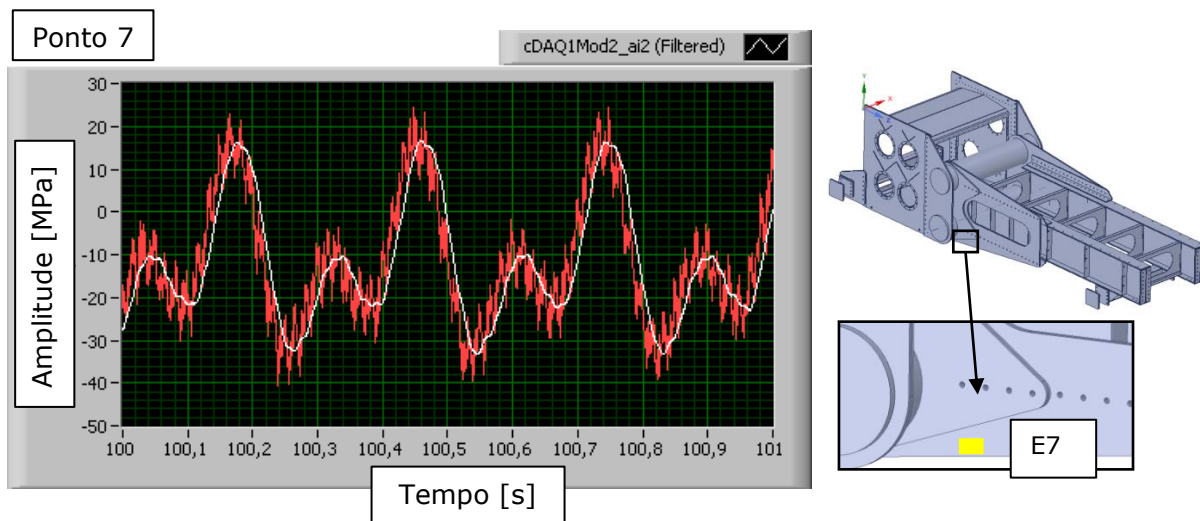 Ponto 7
cDAQ1Mod2_ai2 (Filtered)
Amplitude [MPa]
30
20
10
0
-10
-20
-30
-40
-50
100
100,1
100,2
100,3
100,4
100,5
100,6
100,7
100,8
100,9
101
Tempo [s]
Y
X
Z
E7